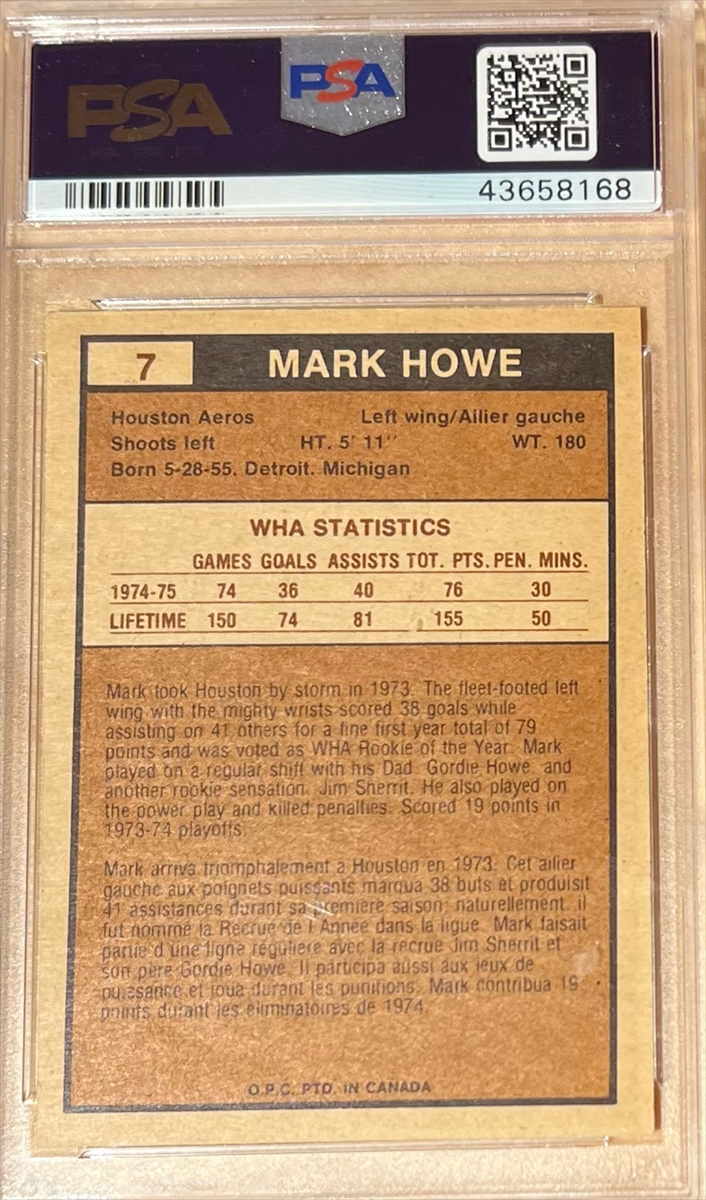 PSA
PSA
43658168
7 MARK HOWE
Houston Aeros Left wing/Ailier gauche
Shoots left HT. 5' 11'' WT. 180
Born 5-28-55. Detroit. Michigan
WHA STATISTICS
GAMES GOALS ASSISTS TOT. PTS. PEN. MINS.
1974-75 74 36 40 76 30
LIFETIME 150 74 81 155 50
Mark took Houston by storm in 1973. The fleet-footed left
wing with the mighty wrists scored 38 goals while
assisting on 41 others for a fine first year total of 79
points and was voted as WHA Rookie of the Year. Mark
played on a regular shift with his Dad, Gordie Howe, and
another rookie sensation, Jim Sherrit. He also played on
the power play and killed penalties. Scored 19 points in
1973-74 playoffs.
Mark arriva triomphalement à Houston en 1973. Cet ailier
gauche aux poignets puissants marqua 38 buts et produisit
41 assistances durant sa première saison; naturellement, il
fut nommé la Recrue de l'Année dans la ligue. Mark faisait
partie d'une ligne régulière avec la recrue Jim Sherrit et
son père Gordie Howe. Il participa aussi aux jeux de
puissance et joua durant les punitions. Mark contribua 19
points durant les éliminatoires de 1974.
O.P.C. PTD. IN CANADA